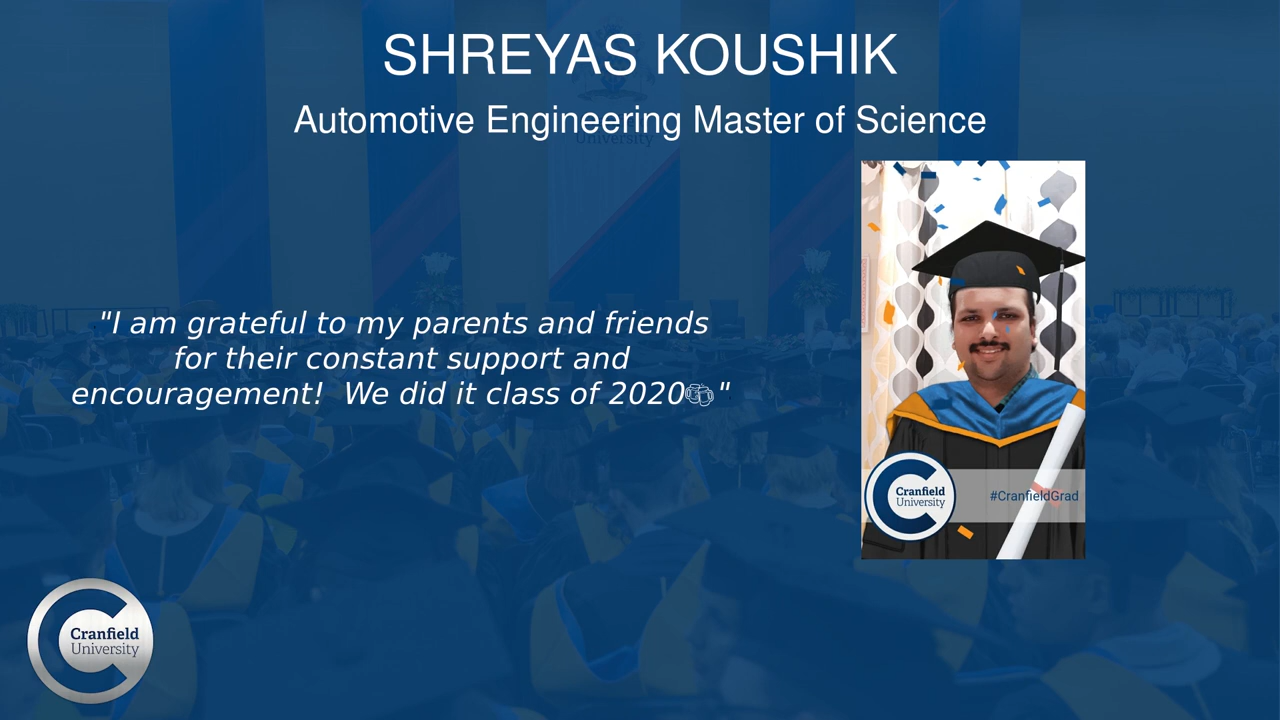 SHREYAS KOUSHIK
Automotive Engineering Master of Science
University
"I am grateful to my parents and friends
for their constant support and
encouragement!  We did it class of 2020🍻"
Cranfield
University
#CranfieldGrad
Cranfield
University